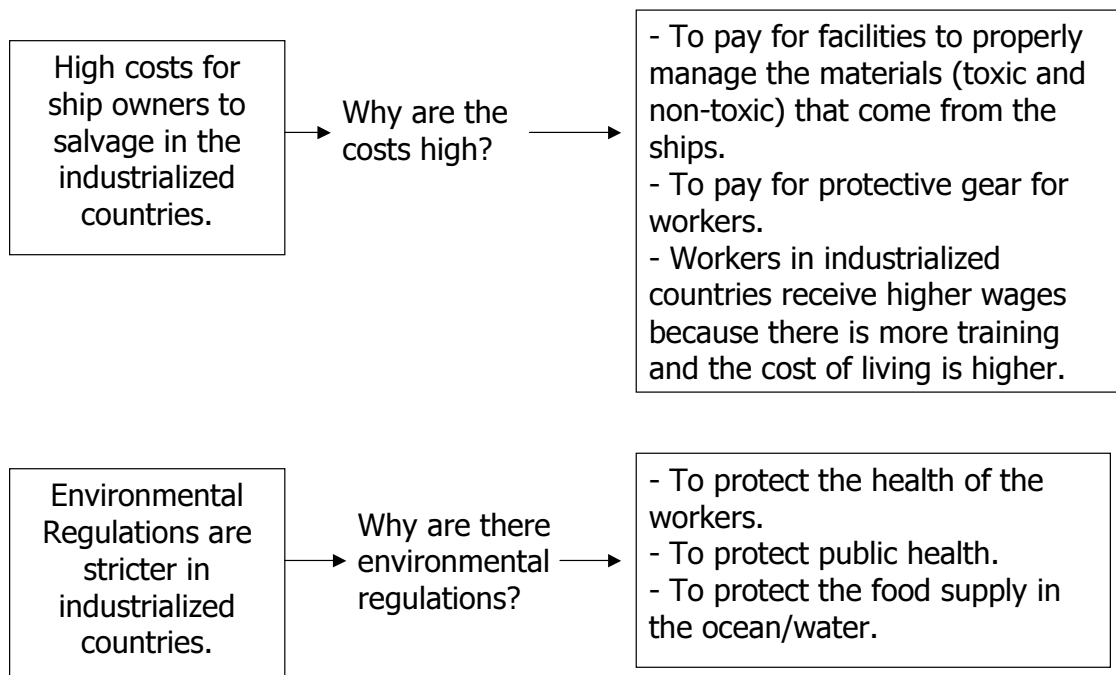 High costs for
ship owners to
salvage in the
industrialized
countries.
Why are the
costs high?
- To pay for facilities to properly
manage the materials (toxic and
non-toxic) that come from the
ships.
- To pay for protective gear for
workers.
- Workers in industrialized
countries receive higher wages
because there is more training
and the cost of living is higher.
Environmental
Regulations are
stricter in
industrialized
countries.
Why are there
environmental
regulations?
- To protect the health of the
workers.
- To protect public health.
- To protect the food supply in
the ocean/water.